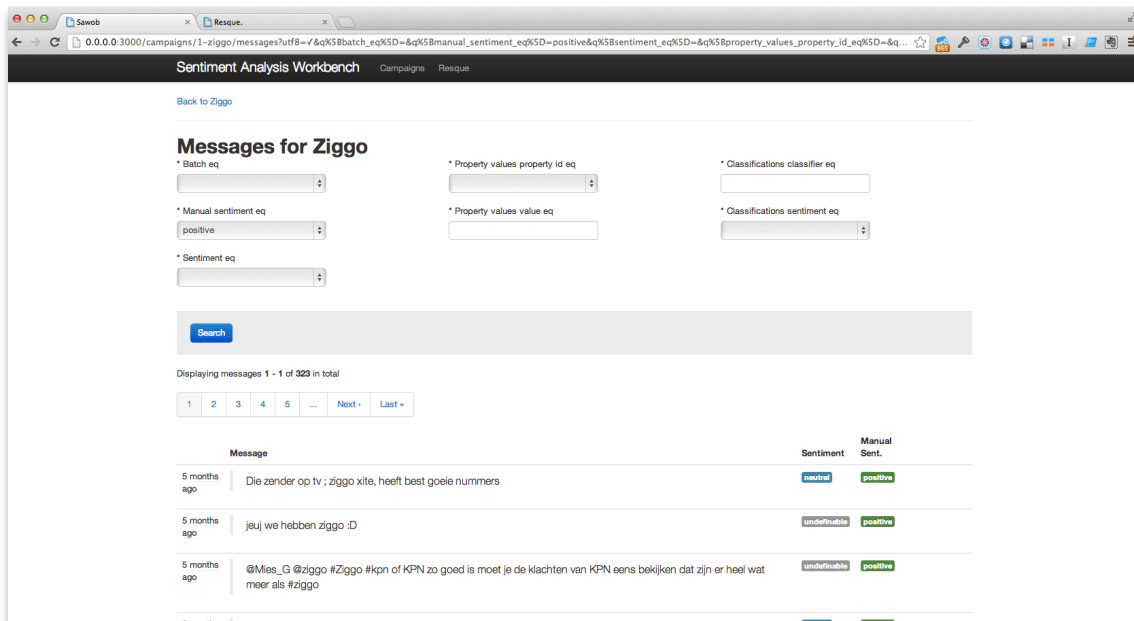 Sawob
Resque.
0.0.0.0:3000/campaigns/1-ziggo/messages?utf8=✓&q%5Bbatch_eq%5D=&q%5Bmanual_sentiment_eq%5D=positive&q%5Bsentiment_eq%5D=&q%5Bproperty_values_property_id_eq%5D=&q...
865
Sentiment Analysis Workbench Campaigns Resque
Back to Ziggo
Messages for Ziggo
* Batch eq * Property values property id eq * Classifications classifier eq
* Manual sentiment eq * Property values value eq * Classifications sentiment eq
positive
* Sentiment eq
Search
Displaying messages 1 - 1 of 323 in total
1 2 3 4 5 ... Next › Last »
Message Sentiment Manual Sent.
5 months ago Die zender op tv ; ziggo xite, heeft best goeie nummers neutral positive
5 months ago jeuj we hebben ziggo :D undefinable positive
5 months ago @Mies_G @ziggo #Ziggo #kpn of KPN zo goed is moet je de klachten van KPN eens bekijken dat zijn er heel wat undefinable positive
meer als #ziggo